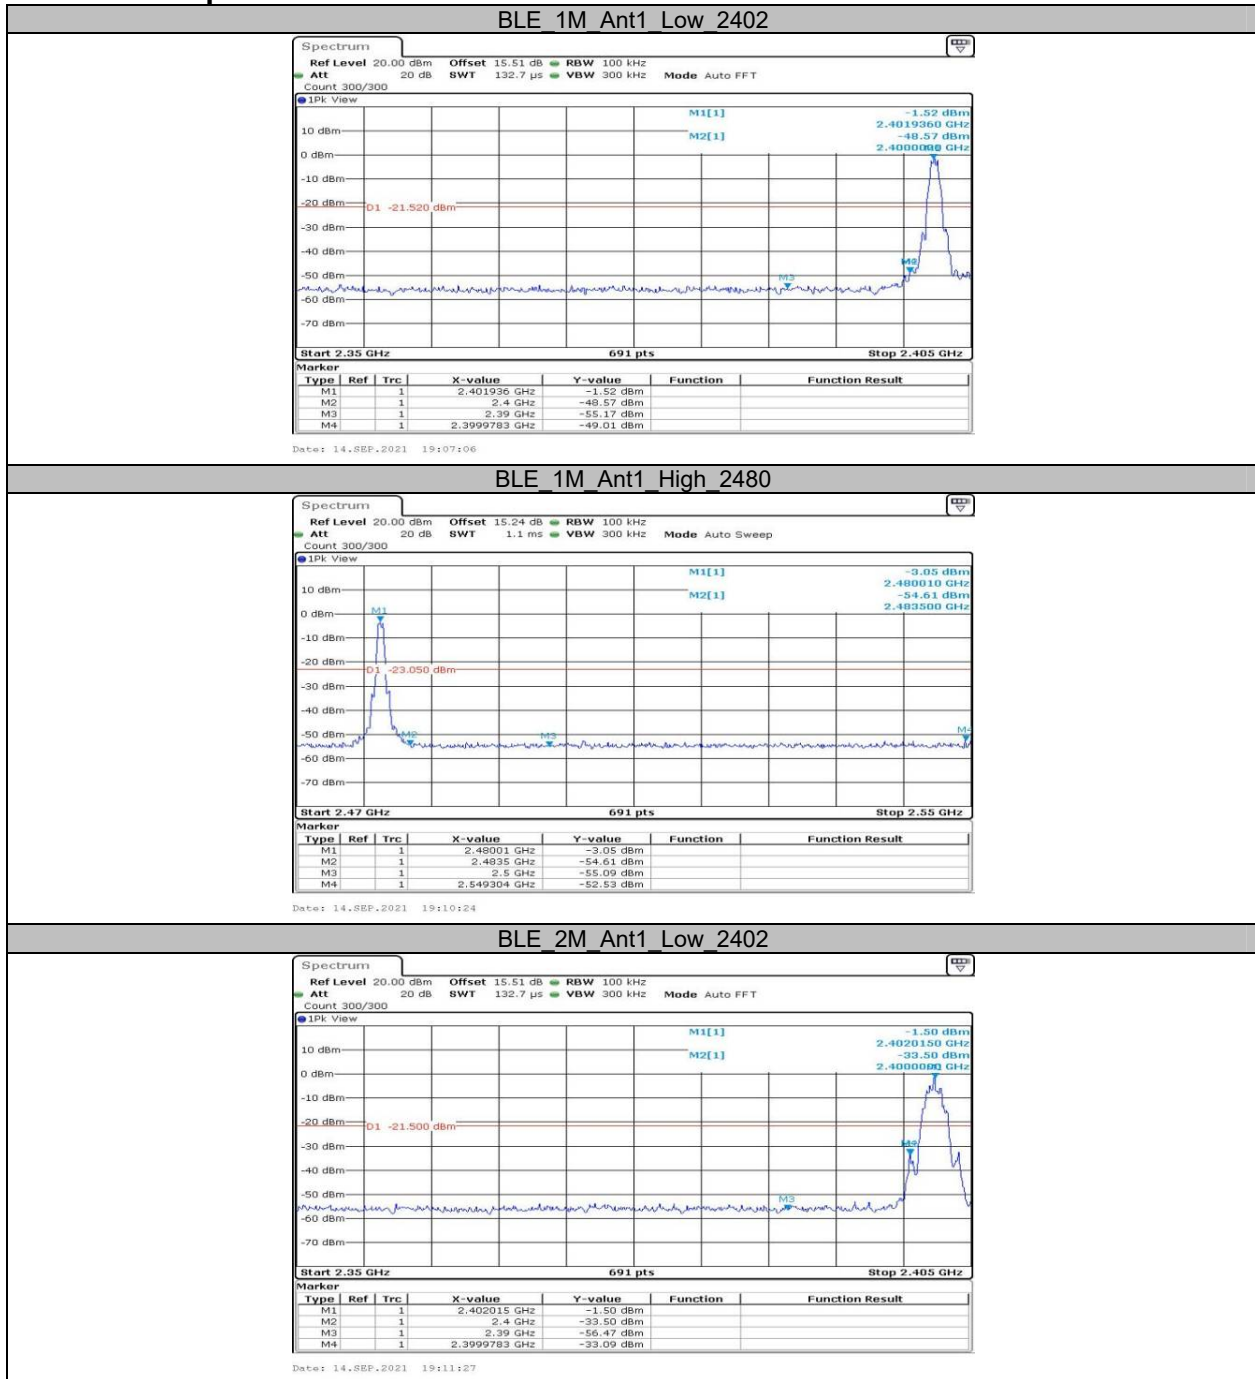 BLE_1M_Ant1_Low_2402
Spectrum
Ref Level 20.00 dBm Offset 15.51 dB RBW 100 kHz
Att 20 dB SWT 132.7 µs VBW 300 kHz Mode Auto FFT
Count 300/300
1Pk View
M1[1] -1.52 dBm
2.4019360 GHz
10 dBm M2[1] -48.57 dBm
0 dBm 2.4000000 GHz
-10 dBm
-20 dBm D1 -21.520 dBm
-30 dBm
-40 dBm
-50 dBm M3
-60 dBm
-70 dBm
Start 2.35 GHz 691 pts Stop 2.405 GHz
Marker
Type Ref Trc X-value Y-value Function Function Result
M1 1 2.401936 GHz -1.52 dBm
M2 1 2.4 GHz -48.57 dBm
M3 1 2.39 GHz -55.17 dBm
M4 1 2.3999783 GHz -49.01 dBm
Date: 14.SEP.2021 19:07:06
BLE_1M_Ant1_High_2480
Spectrum
Ref Level 20.00 dBm Offset 15.24 dB RBW 100 kHz
Att 20 dB SWT 1.1 ms VBW 300 kHz Mode Auto Sweep
Count 300/300
1Pk View
M1[1] -3.05 dBm
2.480010 GHz
10 dBm M2[1] -54.61 dBm
0 dBm M1 2.483500 GHz
-10 dBm
-20 dBm D1 -23.050 dBm
-30 dBm
-40 dBm
-50 dBm M2 M3
-60 dBm
-70 dBm
Start 2.47 GHz 691 pts Stop 2.55 GHz
Marker
Type Ref Trc X-value Y-value Function Function Result
M1 1 2.48001 GHz -3.05 dBm
M2 1 2.4835 GHz -54.61 dBm
M3 1 2.5 GHz -55.09 dBm
M4 1 2.549304 GHz -52.53 dBm
Date: 14.SEP.2021 19:10:24
BLE_2M_Ant1_Low_2402
Spectrum
Ref Level 20.00 dBm Offset 15.51 dB RBW 100 kHz
Att 20 dB SWT 132.7 µs VBW 300 kHz Mode Auto FFT
Count 300/300
1Pk View
M1[1] -1.50 dBm
2.4020150 GHz
10 dBm M2[1] -33.50 dBm
0 dBm 2.4000000 GHz
-10 dBm
-20 dBm D1 -21.500 dBm
-30 dBm
-40 dBm
-50 dBm M3
-60 dBm
-70 dBm
Start 2.35 GHz 691 pts Stop 2.405 GHz
Marker
Type Ref Trc X-value Y-value Function Function Result
M1 1 2.402015 GHz -1.50 dBm
M2 1 2.4 GHz -33.50 dBm
M3 1 2.39 GHz -56.47 dBm
M4 1 2.3999783 GHz -33.09 dBm
Date: 14.SEP.2021 19:11:27